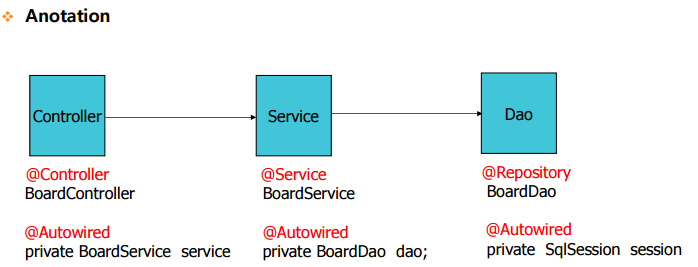 Anotation
Controller
Service
Dao
@Controller
BoardController
@Autowired
private BoardService service
@Service
BoardService
@Autowired
private BoardDao dao;
@Repository
BoardDao
@Autowired
private SqlSession session